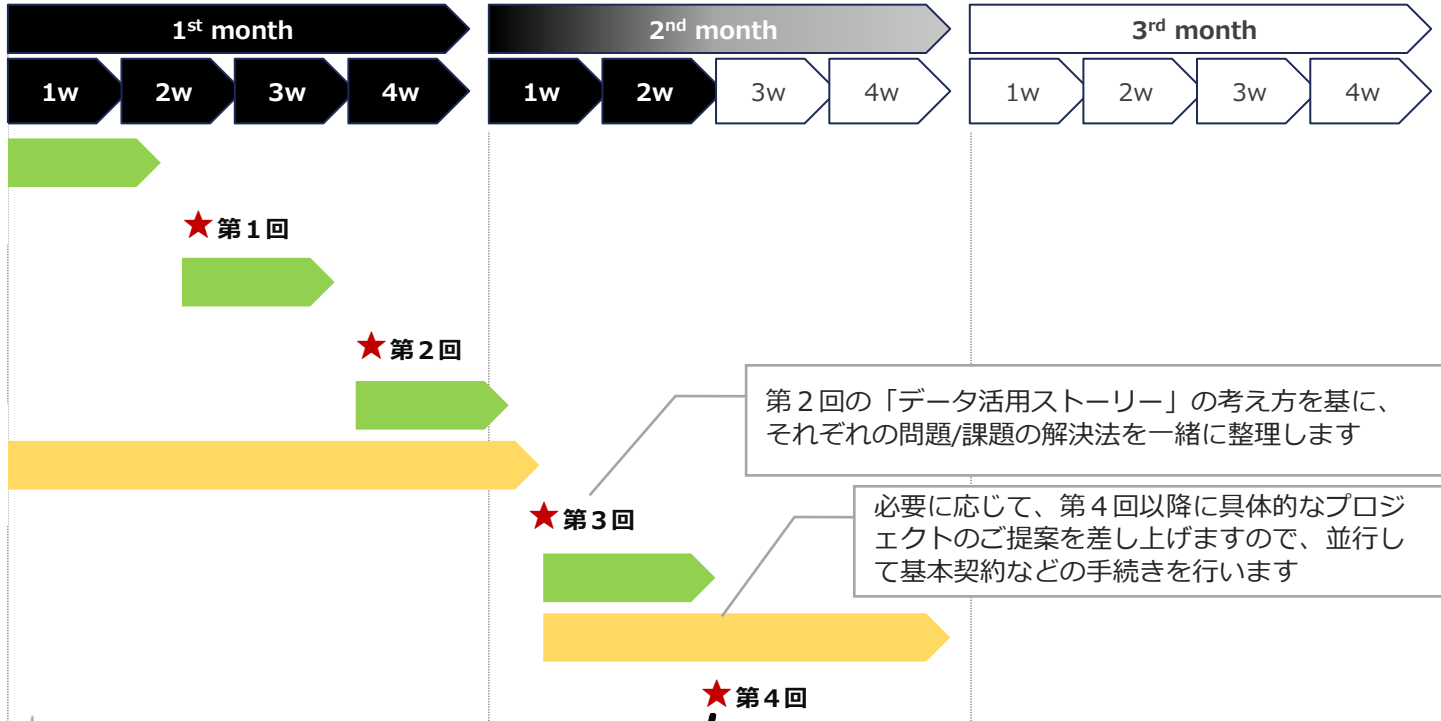 1st month
2nd month
3rd month
1w 2w 3w 4w
1w 2w 3w 4w
1w 2w 3w 4w
★第１回
★第２回
第２回の「データ活用ストーリー」の考え方を基に、
それぞれの問題/課題の解決法を一緒に整理します
★第３回
必要に応じて、第４回以降に具体的なプロジ
ェクトのご提案を差し上げますので、並行し
て基本契約などの手続きを行います
★第４回